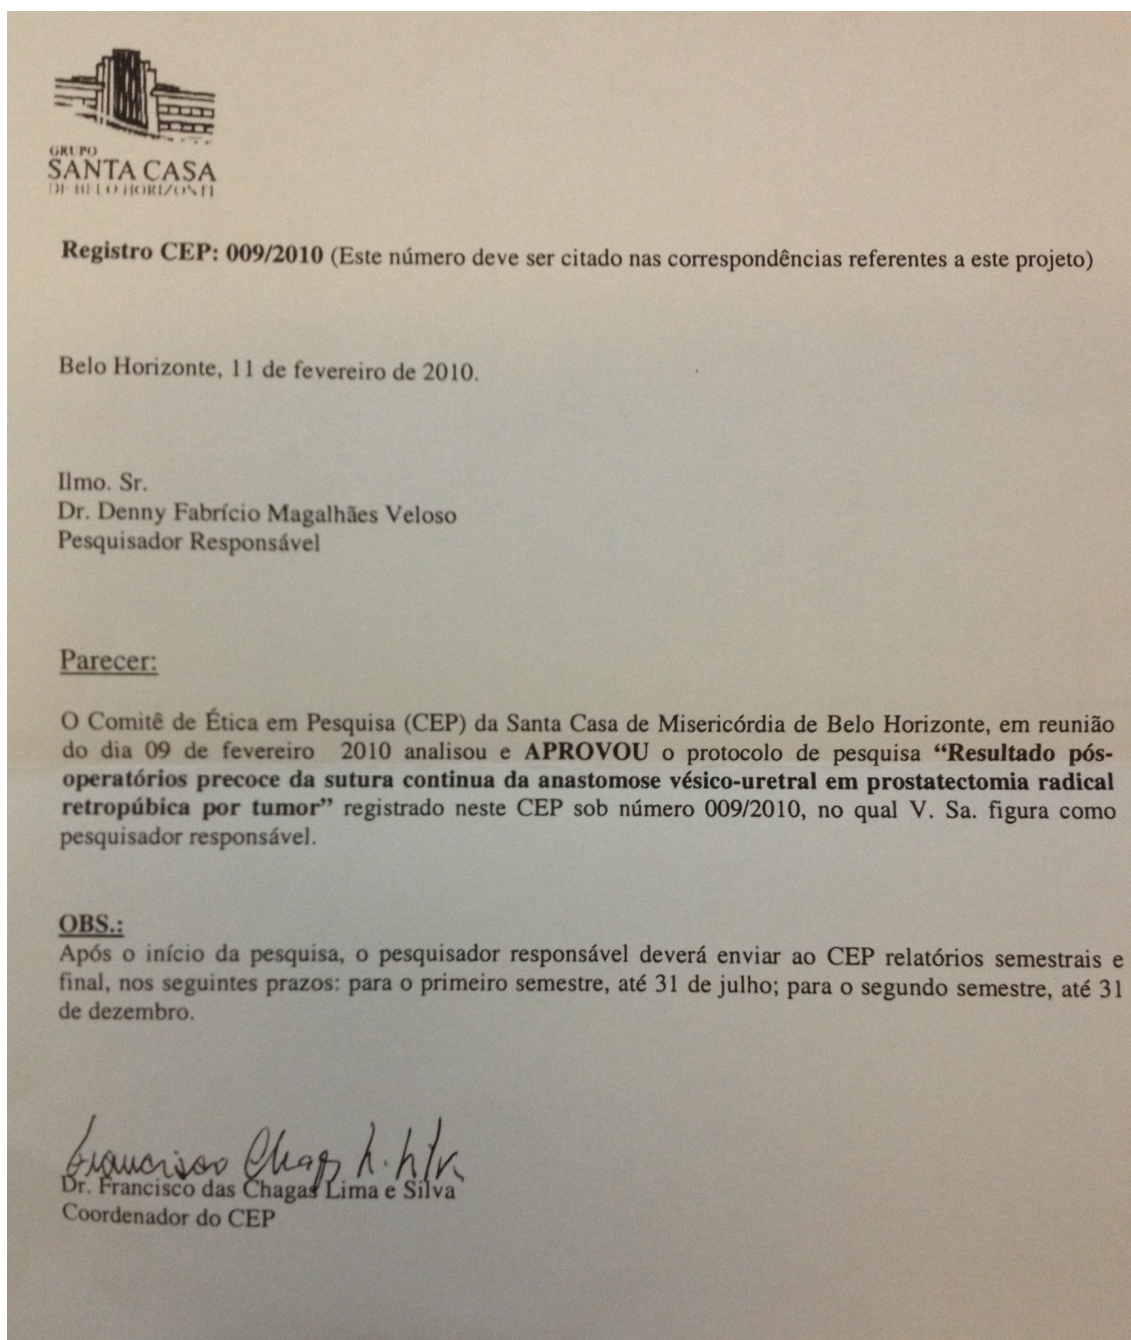 GRUPO
SANTA CASA
DE BELO HORIZONTE
Registro CEP: 009/2010 (Este número deve ser citado nas correspondências referentes a este projeto)
Belo Horizonte, 11 de fevereiro de 2010.
Ilmo. Sr.
Dr. Denny Fabrício Magalhães Veloso
Pesquisador Responsável
Parecer:
O Comitê de Ética em Pesquisa (CEP) da Santa Casa de Misericórdia de Belo Horizonte, em reunião
do dia 09 de fevereiro 2010 analisou e APROVOU o protocolo de pesquisa “Resultado pós-
operatórios precoce da sutura continua da anastomose vésico-uretral em prostatectomia radical
retropúbica por tumor” registrado neste CEP sob número 009/2010, no qual V. Sa. figura como
pesquisador responsável.
OBS.:
Após o início da pesquisa, o pesquisador responsável deverá enviar ao CEP relatórios semestrais e
final, nos seguintes prazos: para o primeiro semestre, até 31 de julho; para o segundo semestre, até 31
de dezembro.
Dr. Francisco das Chagas Lima e Silva
Coordenador do CEP